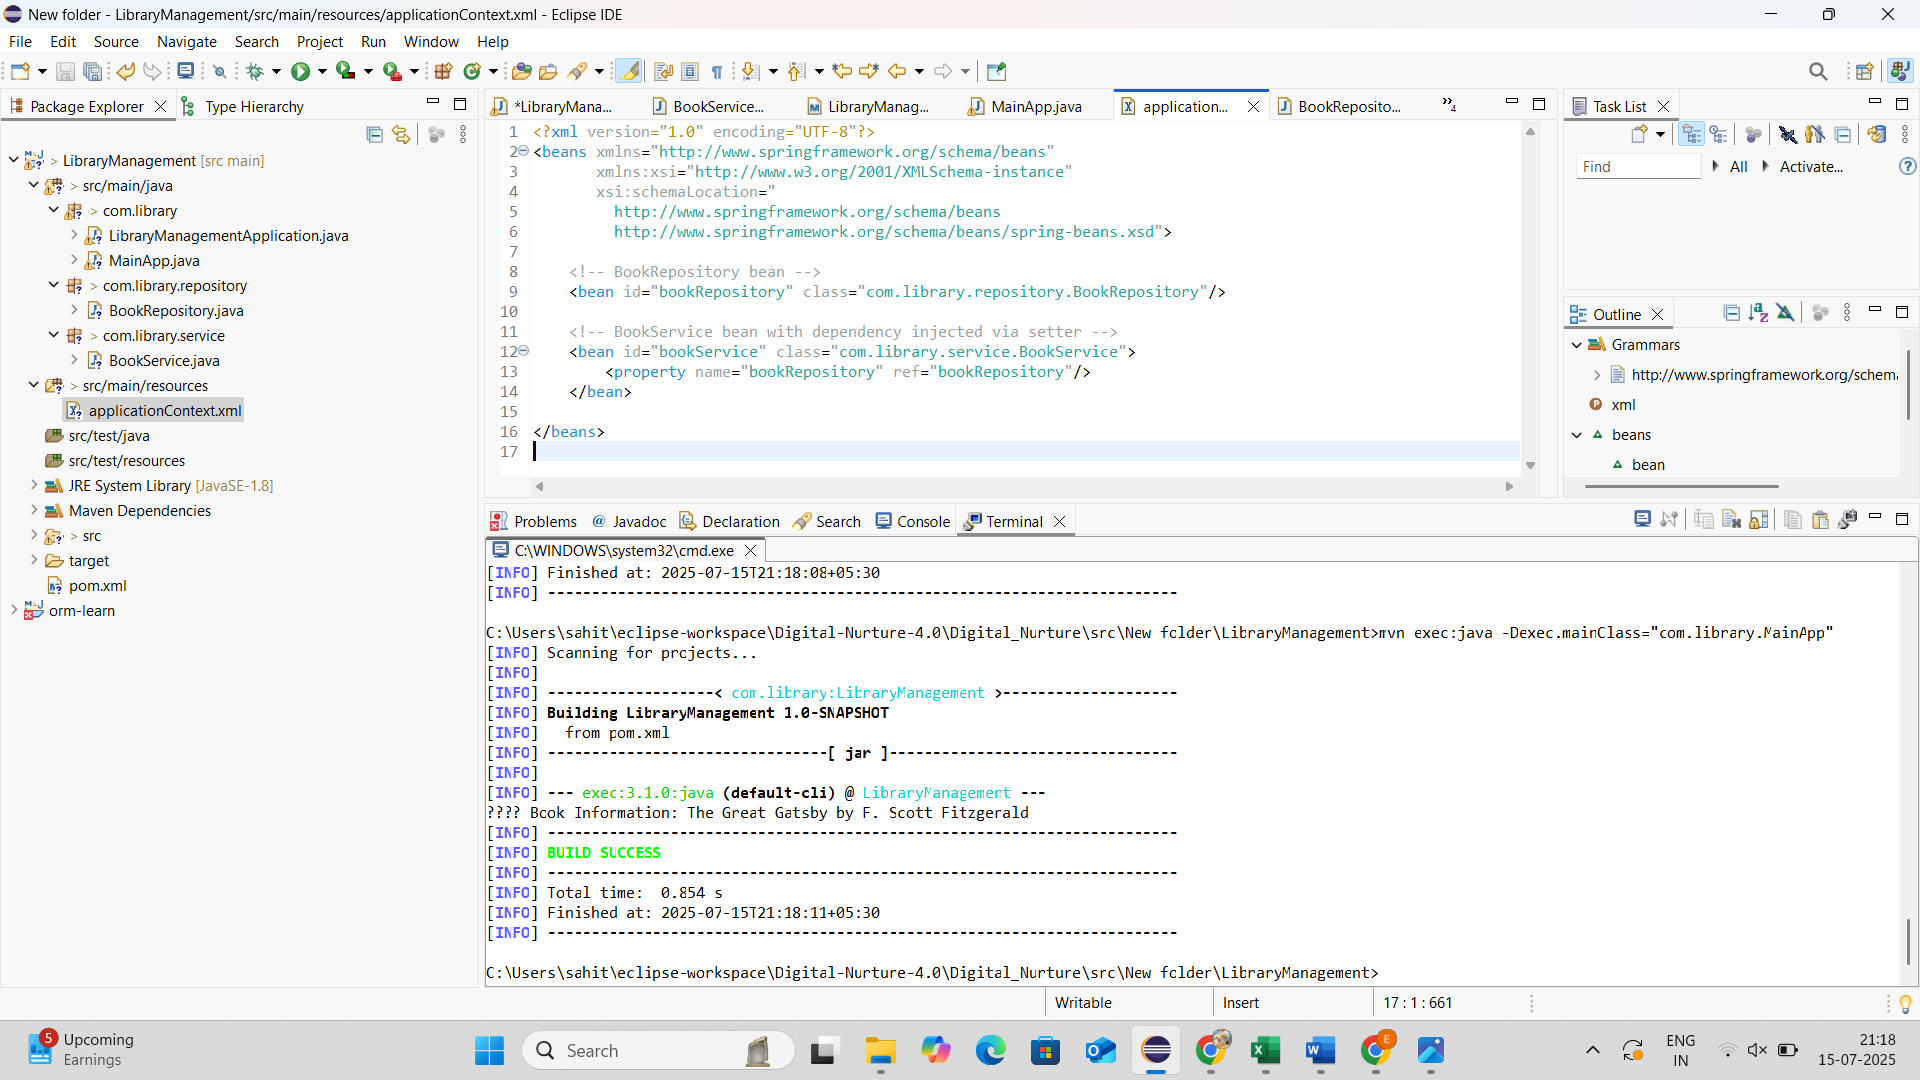 New folder - LibraryManagement/src/main/resources/applicationContext.xml - Eclipse IDE
File Edit Source Navigate Search Project Run Window Help
Package Explorer
Type Hierarchy
> LibraryManagement [src main]
> src/main/java
> com.library
LibraryManagementApplication.java
MainApp.java
> com.library.repository
BookRepository.java
> com.library.service
BookService.java
> src/main/resources
applicationContext.xml
src/test/java
src/test/resources
JRE System Library [JavaSE-1.8]
Maven Dependencies
> src
target
pom.xml
orm-learn
*LibraryMana... BookService... LibraryManag... MainApp.java application... BookReposito... »4
1 <?xml version="1.0" encoding="UTF-8"?>
2 <beans xmlns="http://www.springframework.org/schema/beans"
3 xmlns:xsi="http://www.w3.org/2001/XMLSchema-instance"
4 xsi:schemaLocation="
5 http://www.springframework.org/schema/beans
6 http://www.springframework.org/schema/beans/spring-beans.xsd">
7
8 <!-- BookRepository bean -->
9 <bean id="bookRepository" class="com.library.repository.BookRepository"/>
10
11 <!-- BookService bean with dependency injected via setter -->
12 <bean id="bookService" class="com.library.service.BookService">
13 <property name="bookRepository" ref="bookRepository"/>
14 </bean>
15
16 </beans>
17
Task List
Find All Activate...
Outline
Grammars
http://www.springframework.org/schema
xml
beans
bean
Problems @ Javadoc Declaration Search Console Terminal
C:\WINDOWS\system32\cmd.exe
[INFO] Finished at: 2025-07-15T21:18:08+05:30
[INFO] ------------------------------------------------------------------------
C:\Users\sahit\eclipse-workspace\Digital-Nurture-4.0\Digital_Nurture\src\New folder\LibraryManagement>mvn exec:java -Dexec.mainClass="com.library.MainApp"
[INFO] Scanning for projects...
[INFO]
[INFO] -------------------< com.library:LibraryManagement >--------------------
[INFO] Building LibraryManagement 1.0-SNAPSHOT
[INFO] from pom.xml
[INFO] --------------------------------[ jar ]---------------------------------
[INFO]
[INFO] --- exec:3.1.0:java (default-cli) @ LibraryManagement ---
???? Book Information: The Great Gatsby by F. Scott Fitzgerald
[INFO] ------------------------------------------------------------------------
[INFO] BUILD SUCCESS
[INFO] ------------------------------------------------------------------------
[INFO] Total time:  0.854 s
[INFO] Finished at: 2025-07-15T21:18:11+05:30
[INFO] ------------------------------------------------------------------------
C:\Users\sahit\eclipse-workspace\Digital-Nurture-4.0\Digital_Nurture\src\New folder\LibraryManagement>
Writable Insert 17 : 1 : 661
5 Upcoming
Earnings
Search
ENG
IN
21:18
15-07-2025